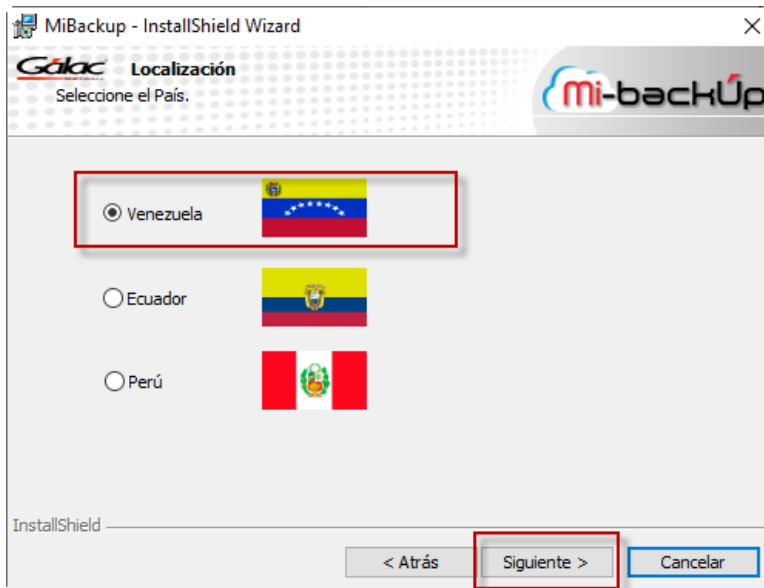 MiBackup - InstallShield Wizard
Gálac Localización
Seleccione el País.
Mi-backÚp
Venezuela
Ecuador
Perú
InstallShield
< Atrás Siguiente > Cancelar